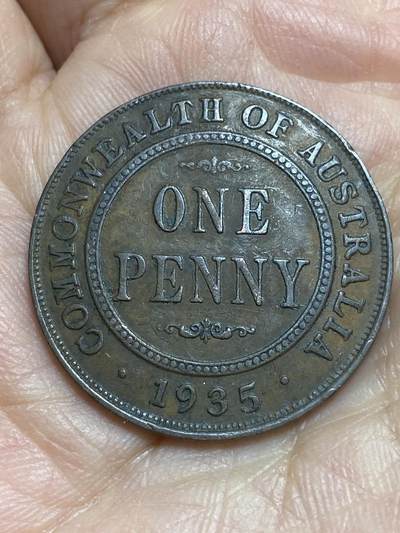 COMMONWEALTH OF AUSTRALIA
ONE
PENNY
· 1935 ·